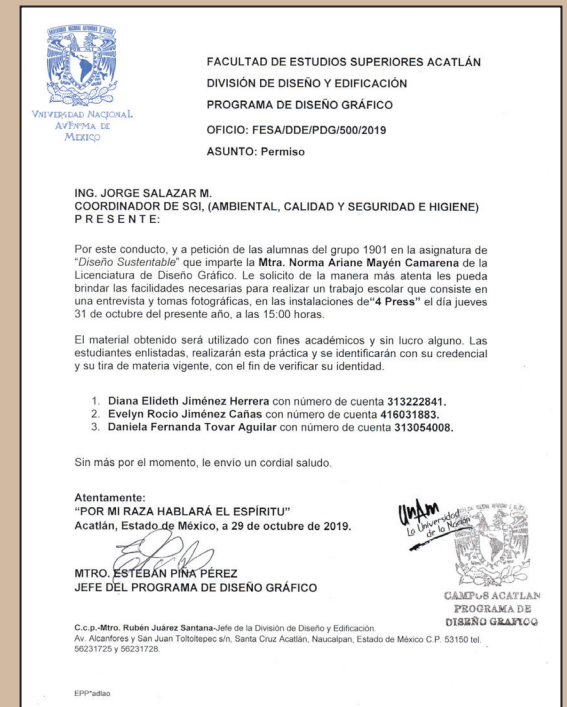 VNIVERSDAD NACIONAL
AVTNMA DE
MEXICO
FACULTAD DE ESTUDIOS SUPERIORES ACATLÁN
DIVISIÓN DE DISEÑO Y EDIFICACIÓN
PROGRAMA DE DISEÑO GRÁFICO
OFICIO: FESA/DDE/PDG/500/2019
ASUNTO: Permiso
ING. JORGE SALAZAR M.
COORDINADOR DE SGI, (AMBIENTAL, CALIDAD Y SEGURIDAD E HIGIENE)
P R E S E N T E:
Por este conducto, y a petición de las alumnas del grupo 1901 en la asignatura de
“Diseño Sustentable” que imparte la Mtra. Norma Ariane Mayén Camarena de la
Licenciatura de Diseño Gráfico. Le solicito de la manera más atenta les pueda
brindar las facilidades necesarias para realizar un trabajo escolar que consiste en
una entrevista y tomas fotográficas, en las instalaciones de“4 Press” el día jueves
31 de octubre del presente año, a las 15:00 horas.
El material obtenido será utilizado con fines académicos y sin lucro alguno. Las
estudiantes enlistadas, realizarán esta práctica y se identificarán con su credencial
y su tira de materia vigente, con el fin de verificar su identidad.
1. Diana Elideth Jiménez Herrera con número de cuenta 313222841.
2. Evelyn Rocio Jiménez Cañas con número de cuenta 416031883.
3. Daniela Fernanda Tovar Aguilar con número de cuenta 313054008.
Sin más por el momento, le envío un cordial saludo.
Atentamente:
“POR MI RAZA HABLARÁ EL ESPÍRITU”
Acatlán, Estado de México, a 29 de octubre de 2019.
UnAm
La Universidad
de la Nación
MTRO. ESTEBAN PIÑA PÉREZ
JEFE DEL PROGRAMA DE DISEÑO GRÁFICO
CAMPUS ACATLAN
PROGRAMA DE
DISEÑO GRAFICO
C.c.p.-Mtro. Rubén Juárez Santana-Jefe de la División de Diseño y Edificación.
Av. Alcanfores y San Juan Totoltepec s/n, Santa Cruz Acatlán, Naucalpan, Estado de México C.P. 53150 tel.
56231725 y 56231728.
EPP*adlao